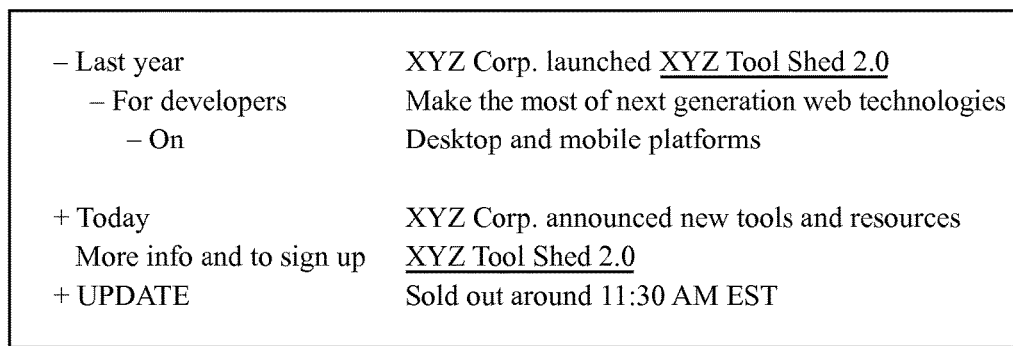 – Last year XYZ Corp. launched XYZ Tool Shed 2.0
– For developers Make the most of next generation web technologies
– On Desktop and mobile platforms
+ Today XYZ Corp. announced new tools and resources
More info and to sign up XYZ Tool Shed 2.0
+ UPDATE Sold out around 11:30 AM EST